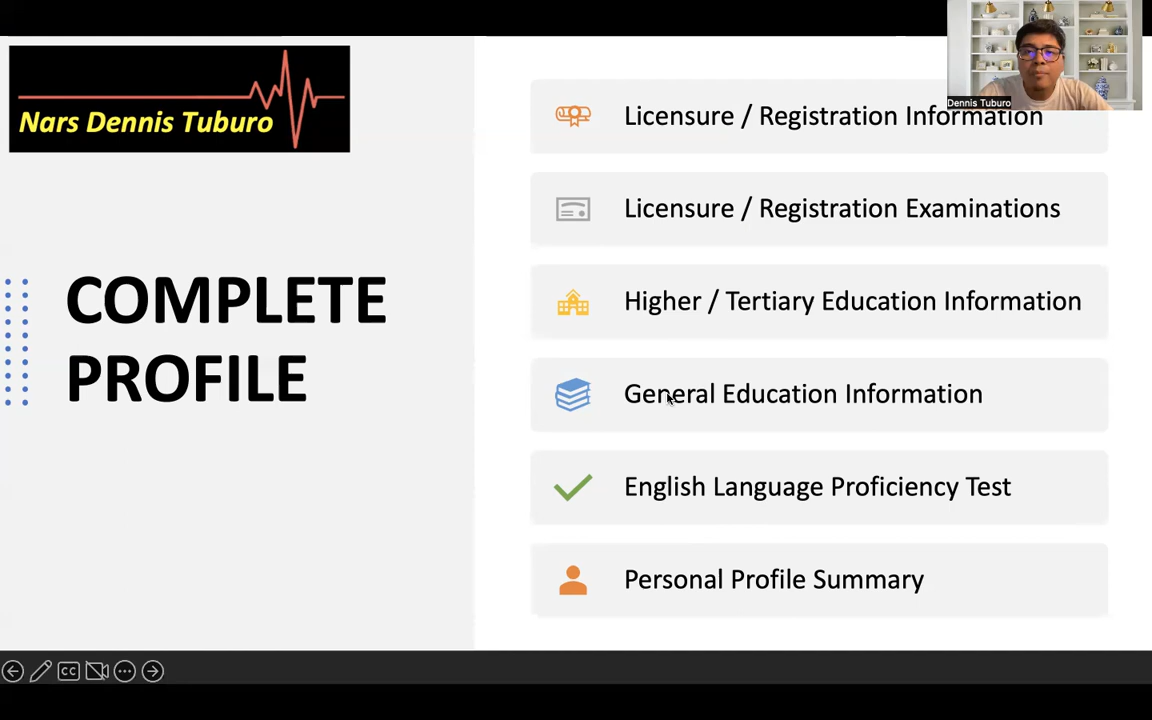 Nars Dennis Tuburo
COMPLETE
PROFILE
Dennis Tuburo
Licensure / Registration Information
Licensure / Registration Examinations
Higher / Tertiary Education Information
General Education Information
English Language Proficiency Test
Personal Profile Summary
CC